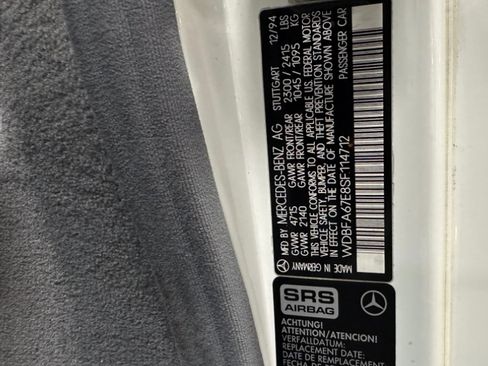 MFD BY MERCEDES-BENZ AG STUTTGART 12/94
GVWR 4715 GAWR FRONT/REAR 2300 / 2415 LBS
GVWR 2140 GAWR FRONT/REAR 1045 / 1095 KG
THIS VEHICLE CONFORMS TO ALL APPLICABLE U.S. FEDERAL MOTOR
VEHICLE SAFETY, BUMPER, AND THEFT PREVENTION STANDARDS
IN EFFECT ON THE DATE OF MANUFACTURE SHOWN ABOVE
WDBFA67E8SF114712 PASSENGER CAR
MADE IN GERMANY
SRS
AIRBAG
ACHTUNG!
ATTENTION/ATENCION!
VERFALLDATUM:
REPLACEMENT DATE:
DATE DE REMPLACEMENT